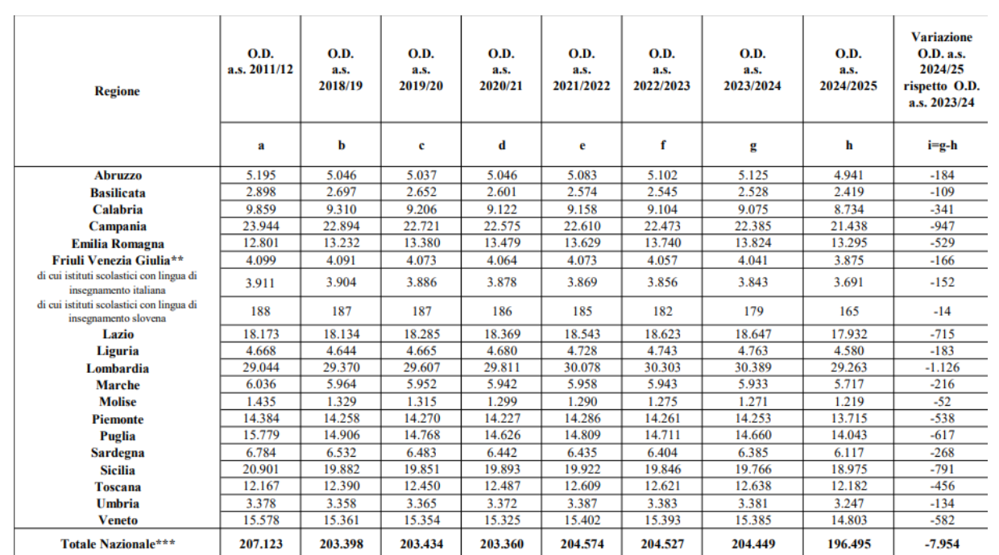 Regione O.D. a.s. 2011/12 O.D. a.s. 2018/19 O.D. a.s. 2019/20 O.D. a.s. 2020/21 O.D. a.s. 2021/2022 O.D. a.s. 2022/2023 O.D. a.s. 2023/2024 O.D. a.s. 2024/2025 Variazione O.D. a.s. 2024/25 rispetto O.D. a.s. 2023/24
a b c d e f g h i=g-h
Abruzzo 5.195 5.046 5.037 5.046 5.083 5.102 5.125 4.941 -184
Basilicata 2.898 2.697 2.652 2.601 2.574 2.545 2.528 2.419 -109
Calabria 9.859 9.310 9.206 9.122 9.158 9.104 9.075 8.734 -341
Campania 23.944 22.894 22.721 22.575 22.610 22.473 22.385 21.438 -947
Emilia Romagna 12.801 13.232 13.380 13.479 13.629 13.740 13.824 13.295 -529
Friuli Venezia Giulia** 4.099 4.091 4.073 4.064 4.073 4.057 4.041 3.875 -166
di cui istituti scolastici con lingua di insegnamento italiana 3.911 3.904 3.886 3.878 3.869 3.856 3.843 3.691 -152
di cui istituti scolastici con lingua di insegnamento slovena 188 187 187 186 185 182 179 165 -14
Lazio 18.173 18.134 18.285 18.369 18.543 18.623 18.647 17.932 -715
Liguria 4.668 4.644 4.665 4.680 4.728 4.743 4.763 4.580 -183
Lombardia 29.044 29.370 29.607 29.811 30.078 30.303 30.389 29.263 -1.126
Marche 6.036 5.964 5.952 5.942 5.958 5.943 5.933 5.717 -216
Molise 1.435 1.329 1.315 1.299 1.290 1.275 1.271 1.219 -52
Piemonte 14.384 14.258 14.270 14.227 14.286 14.261 14.253 13.715 -538
Puglia 15.779 14.906 14.768 14.626 14.809 14.711 14.660 14.043 -617
Sardegna 6.784 6.532 6.483 6.442 6.435 6.404 6.385 6.117 -268
Sicilia 20.901 19.882 19.851 19.893 19.922 19.846 19.766 18.975 -791
Toscana 12.167 12.390 12.450 12.487 12.609 12.621 12.638 12.182 -456
Umbria 3.378 3.358 3.365 3.372 3.387 3.383 3.381 3.247 -134
Veneto 15.578 15.361 15.354 15.325 15.402 15.393 15.385 14.803 -582
Totale Nazionale*** 207.123 203.398 203.434 203.360 204.574 204.527 204.449 196.495 -7.954